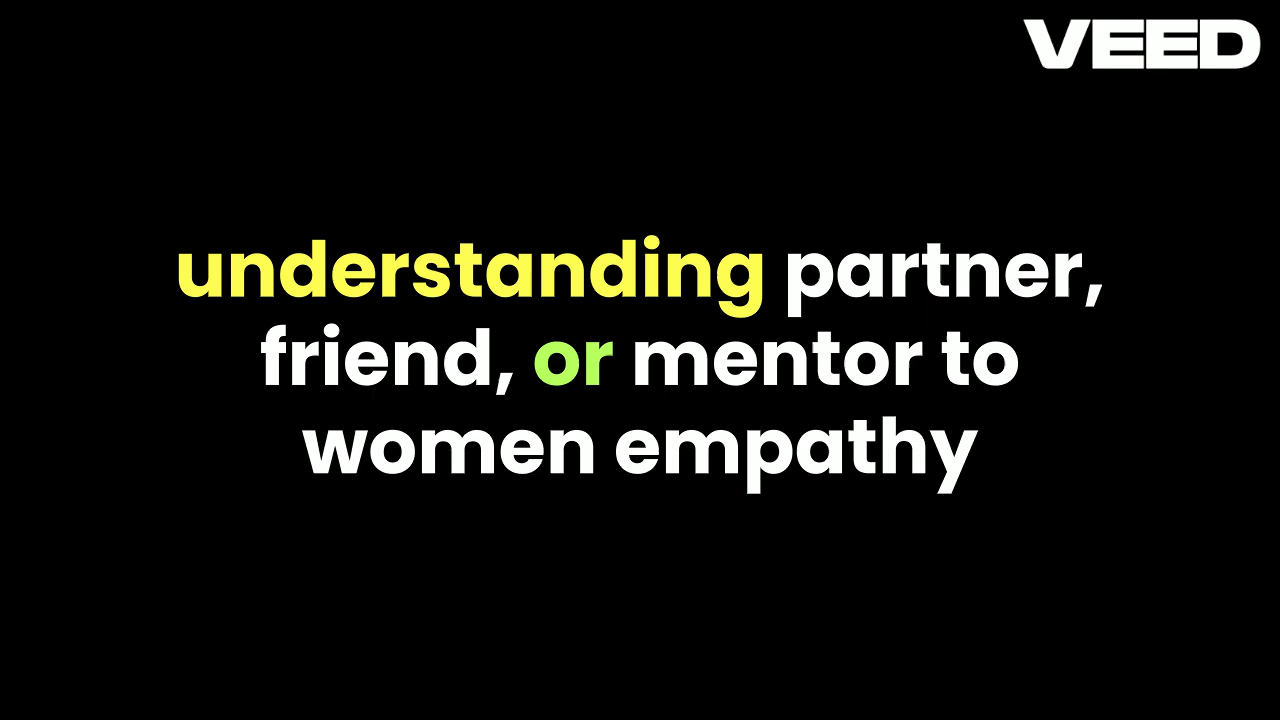 VEED
understanding partner,
friend, or mentor to
women empathy